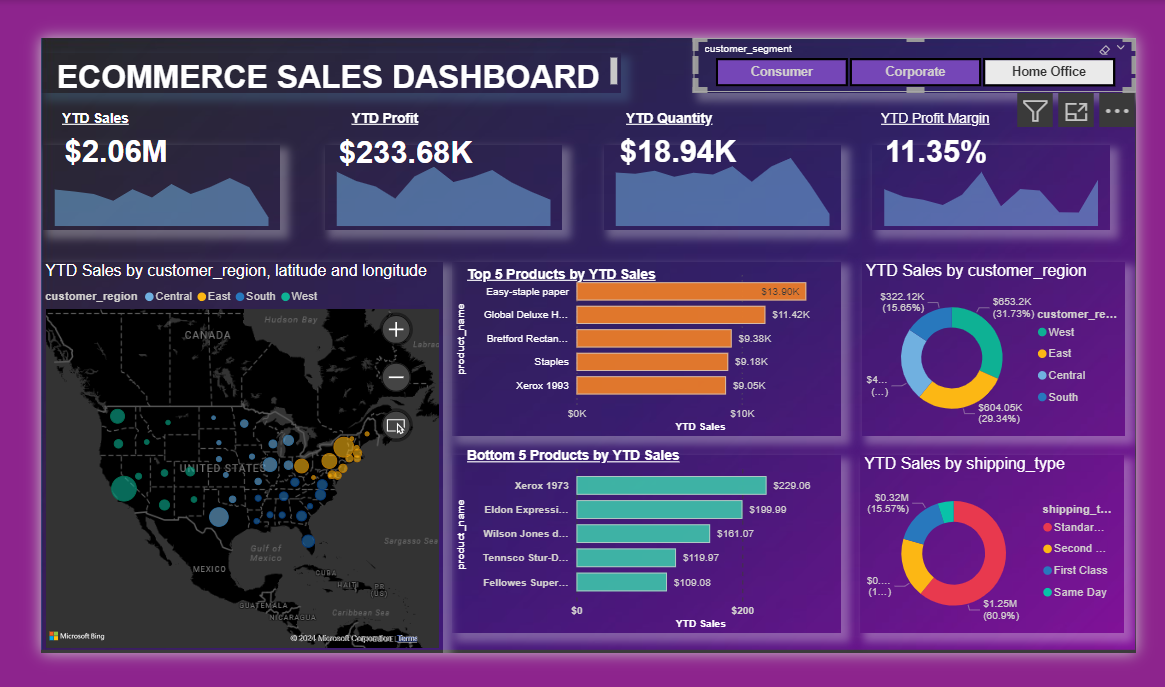 customer_segment
ECOMMERCE SALES DASHBOARD
Consumer
Corporate
Home Office
YTD Sales
$2.06M
YTD Profit
$233.68K
YTD Quantity
$18.94K
YTD Profit Margin
11.35%
YTD Sales by customer_region, latitude and longitude
customer_region Central East South West
Hudson Bay
CANADA
UNITED STATES
Gulf of
Mexico
Sargasso Sea
MEXICO
CUBA
HAITI
PR
(US)
GUATEMALA
NICARAGUA
Caribbean Sea
Microsoft Bing
© 2024 Microsoft Corporation Terms
Top 5 Products by YTD Sales
product_name
Easy-staple paper $13.90K
Global Deluxe H... $11.42K
Bretford Rectan... $9.38K
Staples $9.18K
Xerox 1993 $9.05K
$0K $10K
YTD Sales
Bottom 5 Products by YTD Sales
product_name
Xerox 1973 $229.06
Eldon Expressi... $199.99
Wilson Jones d... $161.07
Tennsco Stur-D... $119.97
Fellowes Super... $109.08
$0 $200
YTD Sales
YTD Sales by customer_region
$322.12K
(15.65%)
$653.2K
(31.73%)
$4...
(...)
$604.05K
(29.34%)
customer_re...
West
East
Central
South
YTD Sales by shipping_type
$0.32M
(15.57%)
$0....
(1...)
$1.25M
(60.9%)
shipping_t...
Standar...
Second ...
First Class
Same Day